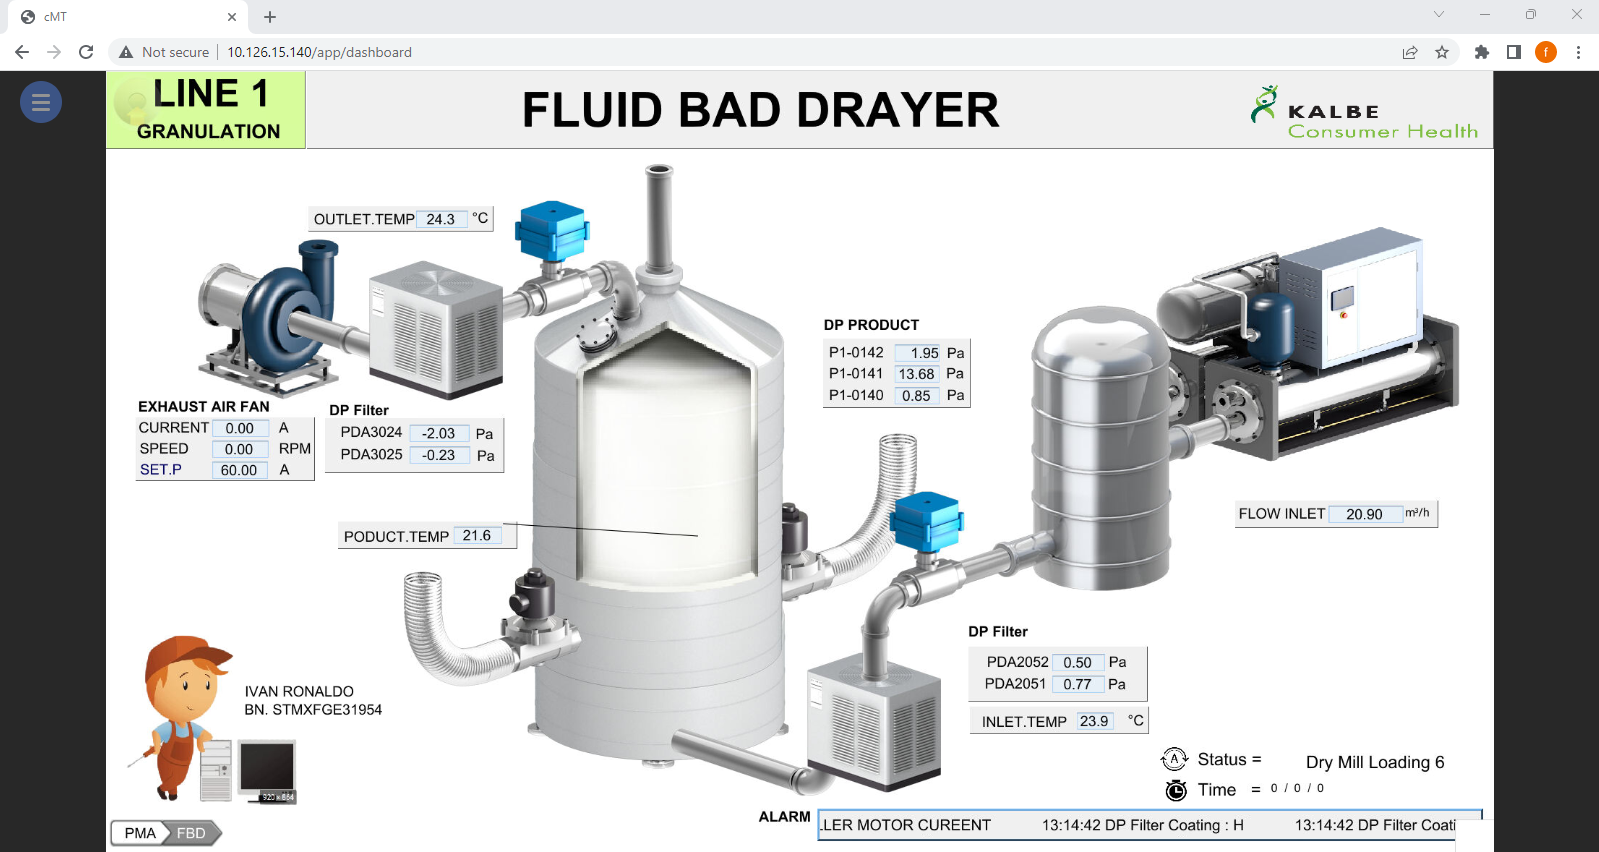 cMT
Not secure
10.126.15.140/app/dashboard
f
LINE 1
GRANULATION
FLUID BAD DRAYER
KALBE
Consumer Health
OUTLET.TEMP 24.3 °C
DP PRODUCT
P1-0142 1.95 Pa
P1-0141 13.68 Pa
P1-0140 0.85 Pa
EXHAUST AIR FAN
CURRENT 0.00 A
SPEED 0.00 RPM
SET.P 60.00 A
DP Filter
PDA3024 -2.03 Pa
PDA3025 -0.23 Pa
FLOW INLET 20.90 m³/h
PODUCT.TEMP 21.6
DP Filter
PDA2052 0.50 Pa
PDA2051 0.77 Pa
INLET.TEMP 23.9 °C
IVAN RONALDO
BN. STMXFGE31954
A
Status = Dry Mill Loading 6
Time = 0 / 0 / 0
ALARM
LLER MOTOR CUREENT 13:14:42 DP Filter Coating : H 13:14:42 DP Filter Coati
PMA FBD